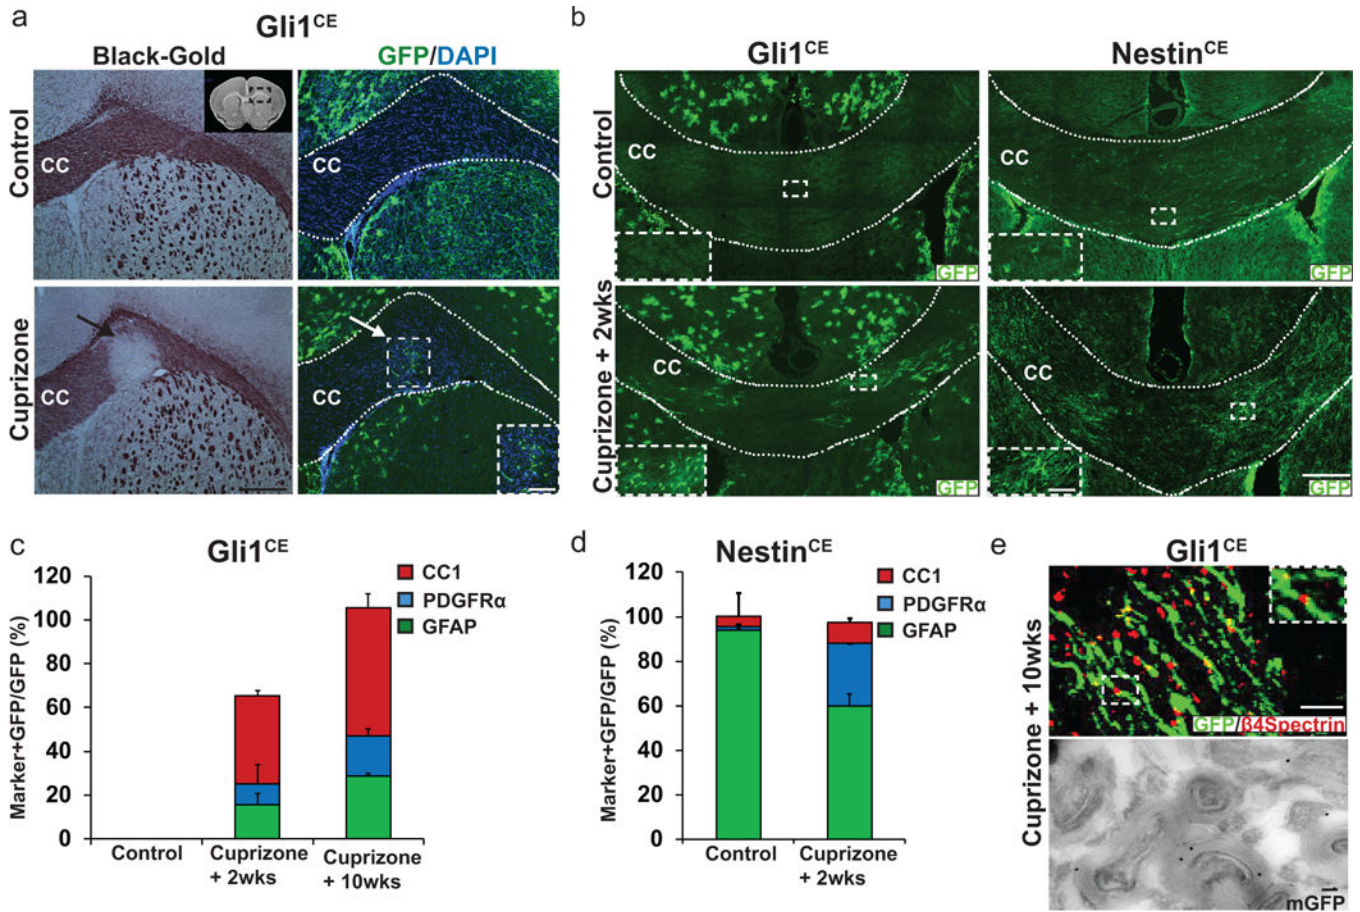 a
Gli1CE
Black-Gold
GFP/DAPI
Control
CC
CC
Cuprizone
CC
CC
b
Gli1CE
NestinCE
Control
CC
GFP
CC
GFP
Cuprizone + 2wks
CC
GFP
CC
GFP
c
Gli1CE
Marker+GFP/GFP (%)
120
100
80
60
40
20
0
CC1
PDGFRα
GFAP
Control
Cuprizone
+ 2wks
Cuprizone
+ 10wks
d
NestinCE
Marker+GFP/GFP (%)
120
100
80
60
40
20
0
CC1
PDGFRα
GFAP
Control
Cuprizone
+ 2wks
e
Gli1CE
Cuprizone + 10wks
GFP/ß4Spectrin
mGFP